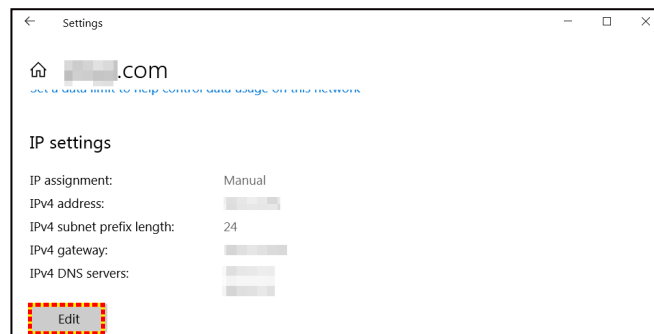 Settings
.com
Set a data limit to help control data usage on this network
IP settings
IP assignment: Manual
IPv4 address:
IPv4 subnet prefix length: 24
IPv4 gateway:
IPv4 DNS servers:
Edit